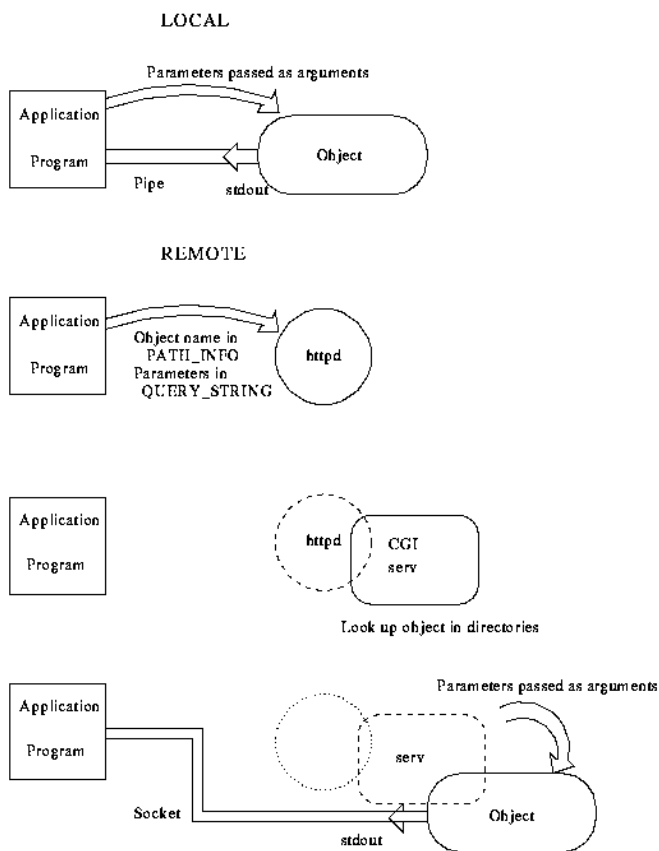 LOCAL
Parameters passed as arguments
Application
Program
Object
Pipe
stdout
REMOTE
Application
Program
Object name in
PATH_INFO
Parameters in
QUERY_STRING
httpd
Application
Program
httpd
CGI
serv
Look up object in directories
Parameters passed as arguments
Application
Program
serv
Socket
stdout
Object